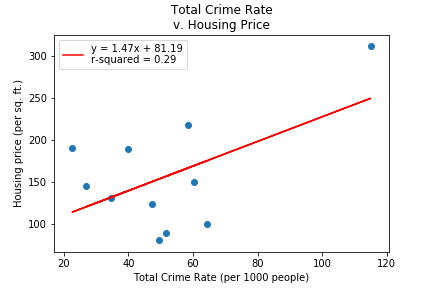 Total Crime Rate
v. Housing Price
y = 1.47x + 81.19
r-squared = 0.29
Housing price (per sq. ft.)
300
250
200
150
100
20
40
60
80
100
120
Total Crime Rate (per 1000 people)